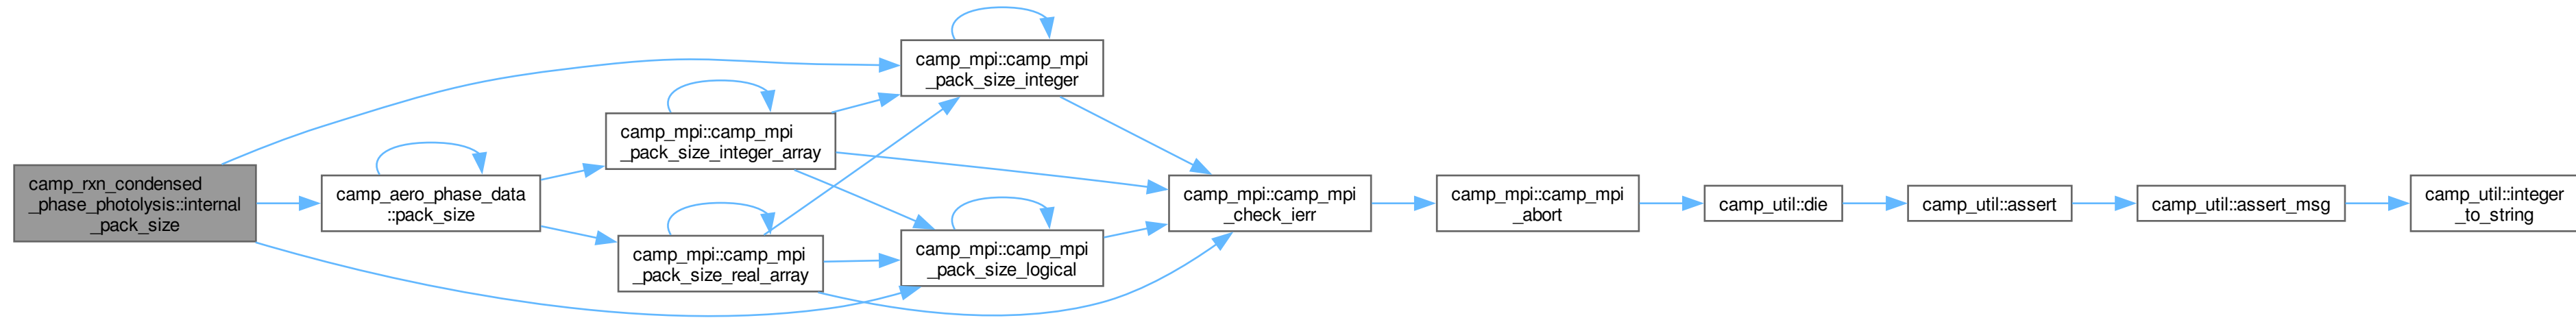 camp_rxn_condensed
_phase_photolysis::internal
_pack_size
camp_aero_phase_data
::pack_size
camp_mpi::camp_mpi
_pack_size_integer_array
camp_mpi::camp_mpi
_pack_size_real_array
camp_mpi::camp_mpi
_pack_size_integer
camp_mpi::camp_mpi
_pack_size_logical
camp_mpi::camp_mpi
_check_ierr
camp_mpi::camp_mpi
_abort
camp_util::die
camp_util::assert
camp_util::assert_msg
camp_util::integer
_to_string